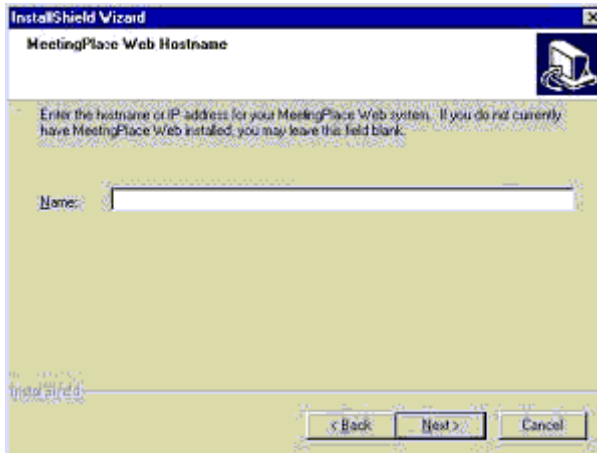 InstallShield Wizard
MeetingPlace Web Hostname
Enter the hostname or IP address for your MeetingPlace Web system. If you do not currently
have MeetingPlace Web installed, you may leave this field blank.
Name:
InstallShield
< Back Next > Cancel